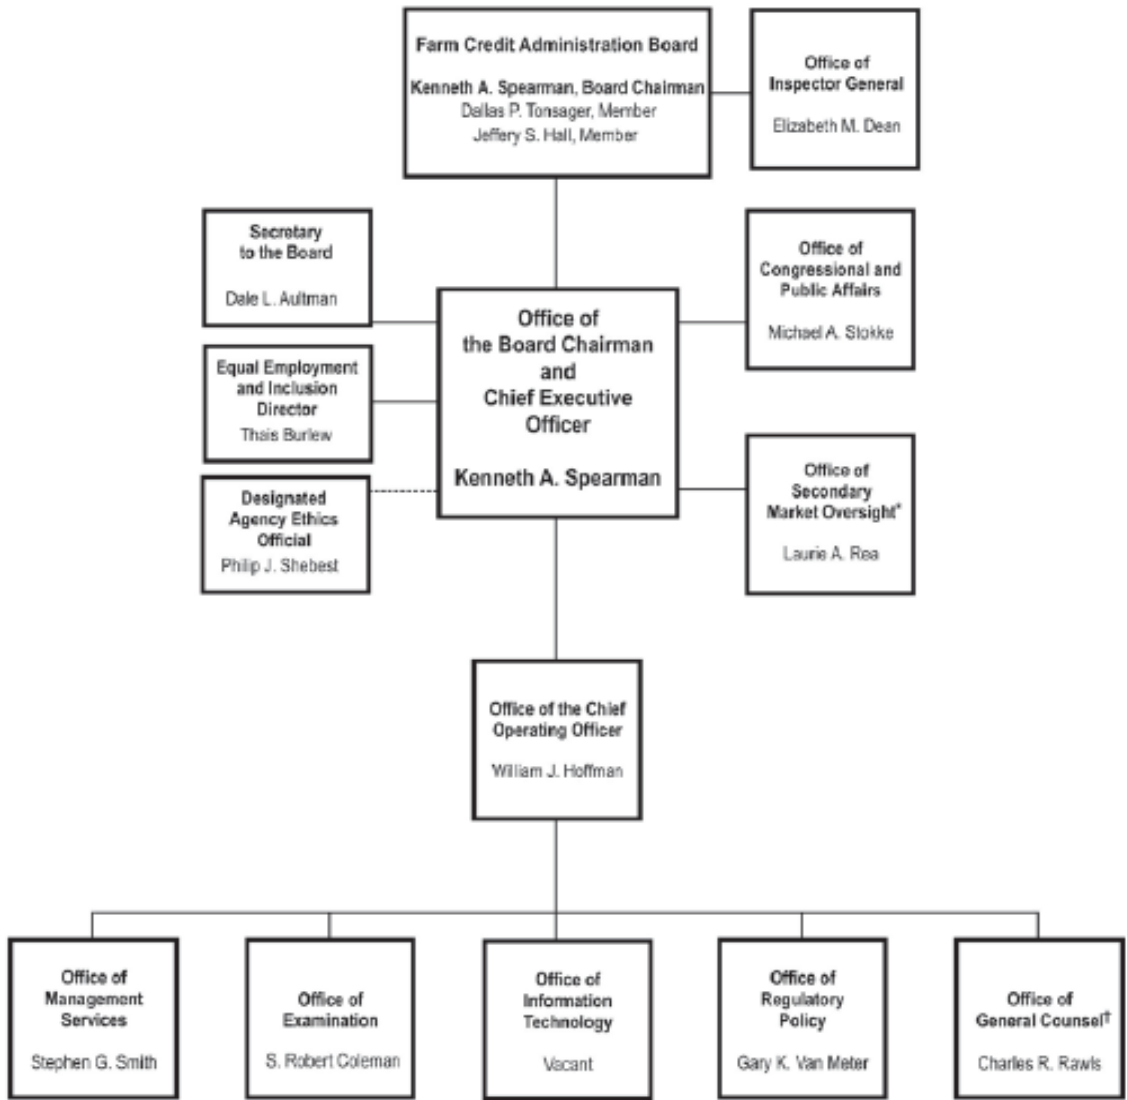 Farm Credit Administration Board
Kenneth A. Spearman, Board Chairman
Dallas P. Tonsager, Member
Jeffery S. Hall, Member
Office of
Inspector General
Elizabeth M. Dean
Secretary
to the Board
Dale L. Aultman
Office of
Congressional and
Public Affairs
Michael A. Stokke
Office of
the Board Chairman
and
Chief Executive
Officer
Kenneth A. Spearman
Equal Employment
and Inclusion
Director
Thais Burlew
Designated
Agency Ethics
Official
Philip J. Shebest
Office of
Secondary
Market Oversight*
Laurie A. Rea
Office of the Chief
Operating Officer
William J. Hoffman
Office of
Management
Services
Stephen G. Smith
Office of
Examination
S. Robert Coleman
Office of
Information
Technology
Vacant
Office of
Regulatory
Policy
Gary K. Van Meter
Office of
General Counsel†
Charles R. Rawls